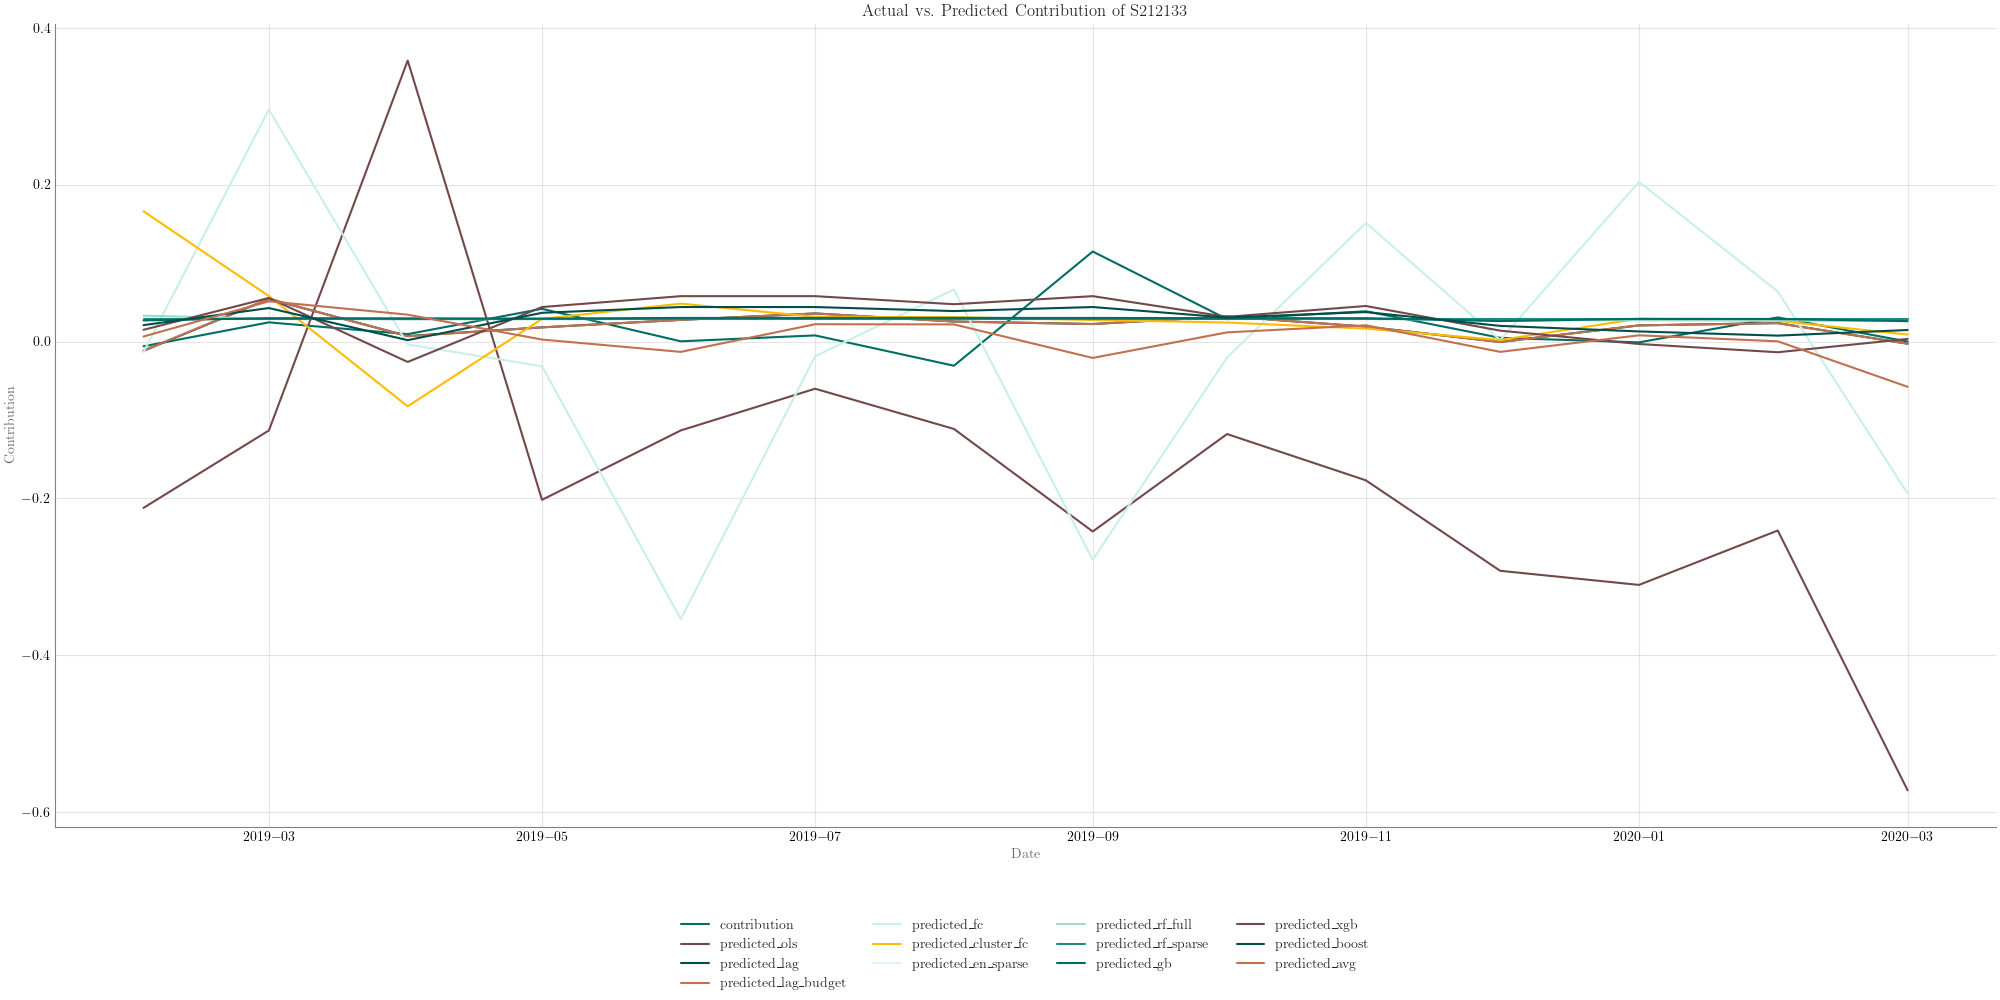 Actual vs. Predicted Contribution of S212133
0.4
0.2
0.0
−0.2
−0.4
−0.6
Contribution
2019−03 2019−05 2019−07 2019−09 2019−11 2020−01 2020−03
Date
contribution predicted_fc predicted_rf_full predicted_xgb
predicted_ols predicted_cluster_fc predicted_rf_sparse predicted_boost
predicted_lag predicted_en_sparse predicted_gb predicted_avg
predicted_lag_budget